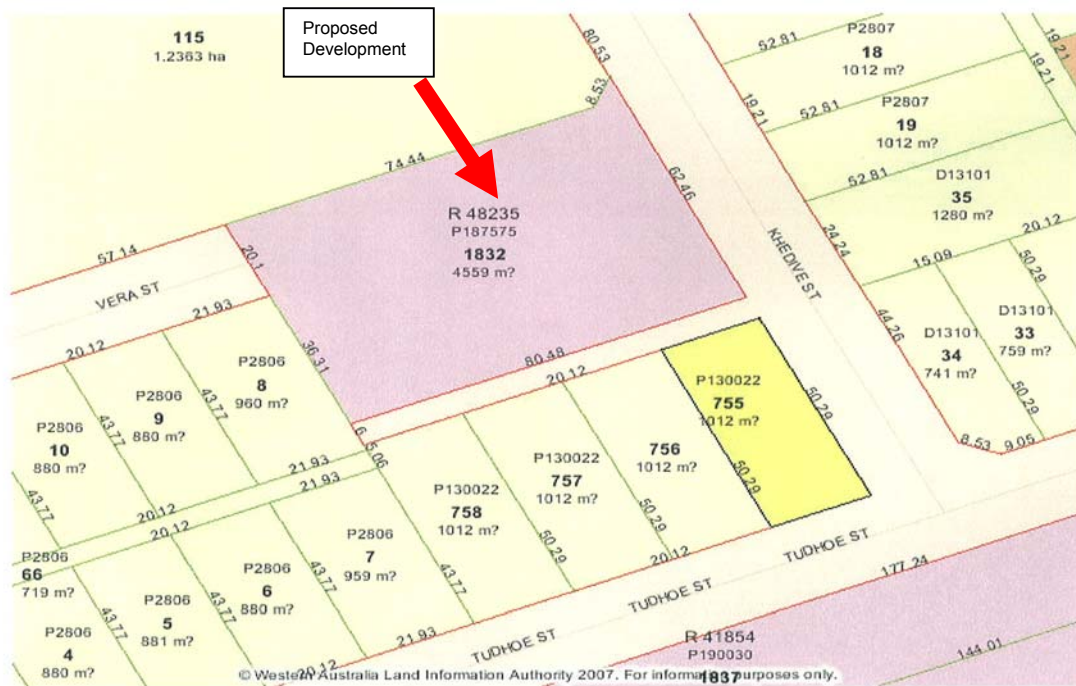 115
1.2363 ha
Proposed
Development
80.53
8.53
74.44
62.46
R 48235
P187575
1832
4559 m?
57.14
20.1
VERA ST
36.31
80.48
KHEDIVE ST
52.81
P2807
18
1012 m?
19.21
19.21
19.21
52.81
P2807
19
1012 m?
19.21
52.81
D13101
35
1280 m?
24.24
20.12
15.09
50.29
44.26
D13101
33
759 m?
D13101
34
741 m?
50.29
8.53
9.05
21.93
20.12
P2806
8
960 m?
43.77
P2806
9
880 m?
43.77
P2806
10
880 m?
43.77
20.12
21.93
6
5.06
20.12
P130022
755
1012 m?
50.29
50.29
756
1012 m?
50.29
20.12
P130022
757
1012 m?
50.29
P130022
758
1012 m?
21.93
20.12
P2806
7
959 m?
43.77
21.93
P2806
6
880 m?
43.77
20.12
P2806
5
881 m?
43.77
P2806
66
719 m?
P2806
4
880 m?
TUDHOE ST
TUDHOE ST
TUDHOE ST
177.24
144.01
R 41854
P190030
1837
© Western Australia Land Information Authority 2007. For information purposes only.